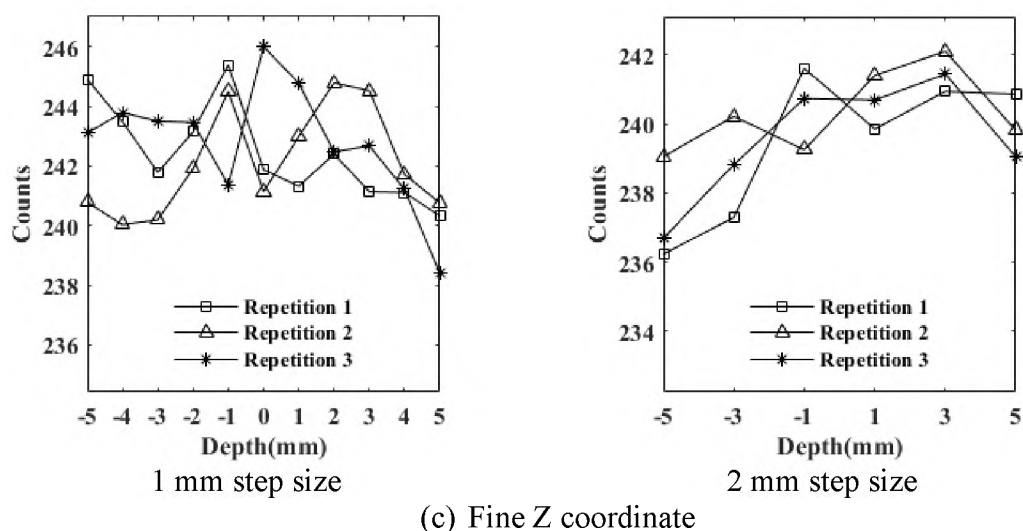 246
244
242
240
238
236
Counts
Repetition 1
Repetition 2
Repetition 3
-5 -4 -3 -2 -1 0 1 2 3 4 5
Depth(mm)
1 mm step size
242
240
238
236
234
Counts
Repetition 1
Repetition 2
Repetition 3
-5 -3 -1 1 3 5
Depth(mm)
2 mm step size
(c) Fine Z coordinate